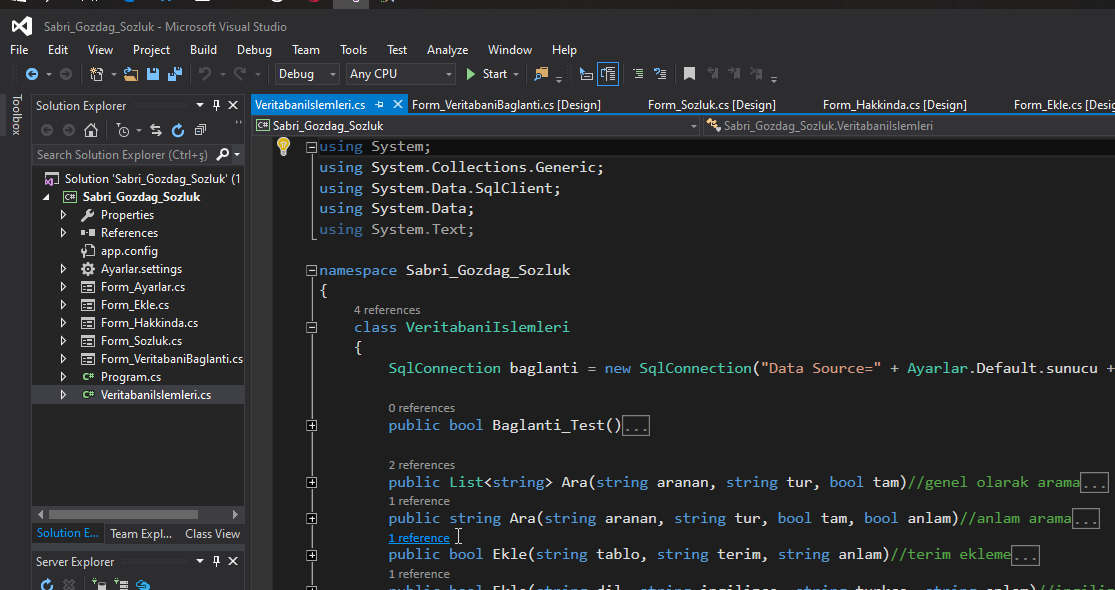 Sabri_Gozdag_Sozluk - Microsoft Visual Studio
File Edit View Project Build Debug Team Tools Test Analyze Window Help
Debug Any CPU Start
Toolbox
Solution Explorer
Search Solution Explorer (Ctrl+ş)
Solution 'Sabri_Gozdag_Sozluk' (1
Sabri_Gozdag_Sozluk
Properties
References
app.config
Ayarlar.settings
Form_Ayarlar.cs
Form_Ekle.cs
Form_Hakkinda.cs
Form_Sozluk.cs
Form_VeritabaniBaglanti.cs
Program.cs
VeritabaniIslemleri.cs
Solution E... Team Expl... Class View
Server Explorer
VeritabaniIslemleri.cs Form_VeritabaniBaglanti.cs [Design] Form_Sozluk.cs [Design] Form_Hakkinda.cs [Design] Form_Ekle.cs [Desig
Sabri_Gozdag_Sozluk Sabri_Gozdag_Sozluk.VeritabaniIslemleri
using System;
using System.Collections.Generic;
using System.Data.SqlClient;
using System.Data;
using System.Text;
namespace Sabri_Gozdag_Sozluk
{
4 references
class VeritabaniIslemleri
{
SqlConnection baglanti = new SqlConnection("Data Source=" + Ayarlar.Default.sunucu +
0 references
public bool Baglanti_Test()...
2 references
public List<string> Ara(string aranan, string tur, bool tam)//genel olarak arama...
1 reference
public string Ara(string aranan, string tur, bool tam, bool anlam)//anlam arama...
1 reference
public bool Ekle(string tablo, string terim, string anlam)//terim ekleme...
1 reference